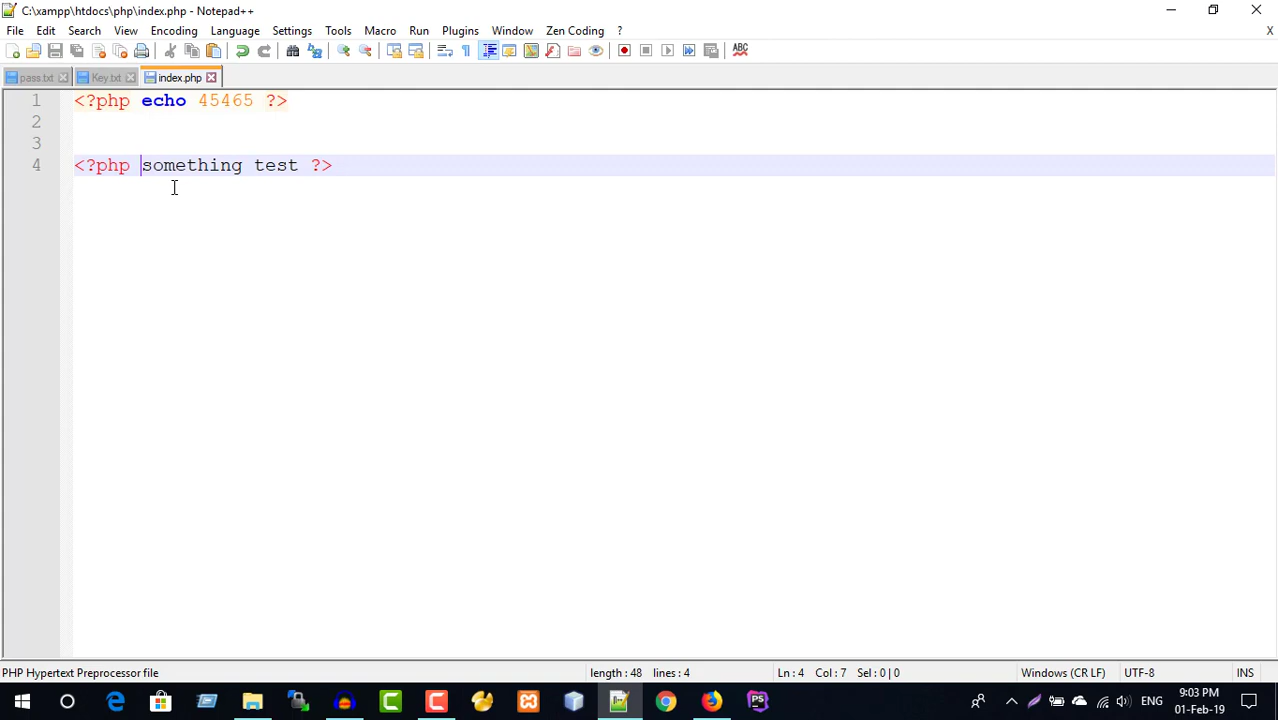 C:\xampp\htdocs\php\index.php - Notepad++
File Edit Search View Encoding Language Settings Tools Macro Run Plugins Window Zen Coding ? X
pass.txt Key.txt index.php
1 <?php echo 45465 ?>
2
3
4 <?php something test ?>
PHP Hypertext Preprocessor file length : 48 lines : 4 Ln : 4 Col : 7 Sel : 0 | 0 Windows (CR LF) UTF-8 INS
ENG 9:03 PM
01-Feb-19